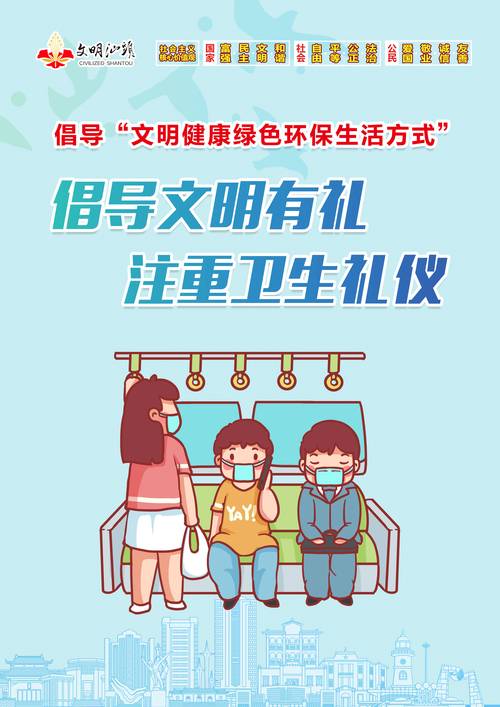 文明汕頭
CIVILIZED SHANTOU
社会主义
核心价值观
国家
富强 民主 文明 和谐
社会
自由 平等 公正 法治
公民
爱国 敬业 诚信 友善
倡导“文明健康绿色环保生活方式”
倡导文明有礼
注重卫生礼仪
YAY!